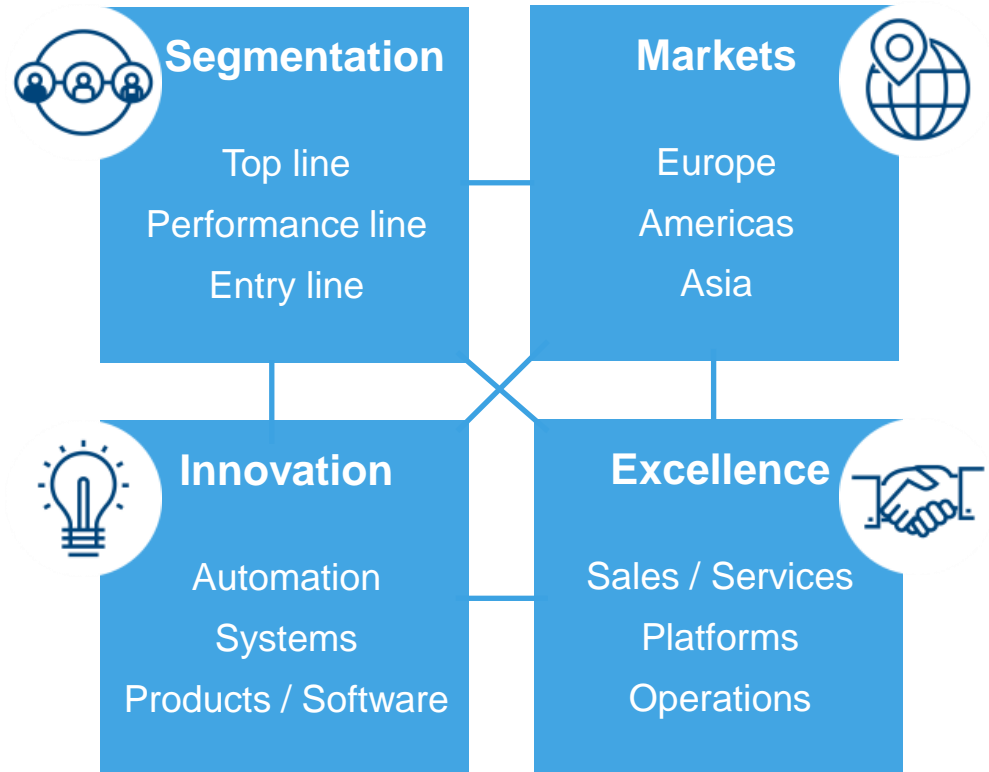 Segmentation
Top line
Performance line
Entry line
Markets
Europe
Americas
Asia
Innovation
Automation
Systems
Products / Software
Excellence
Sales / Services
Platforms
Operations